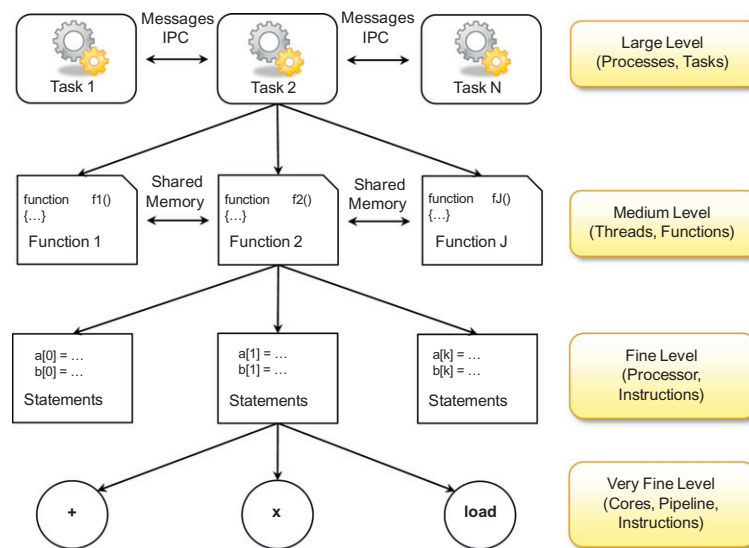 Messages
IPC
Messages
IPC
Task 1
Task 2
Task N
Large Level
(Processes, Tasks)
function f1()
{…}
Function 1
Shared
Memory
function f2()
{…}
Function 2
Shared
Memory
function fJ()
{…}
Function J
Medium Level
(Threads, Functions)
a[0] = …
b[0] = …
Statements
a[1] = …
b[1] = …
Statements
a[k] = …
b[k] = …
Statements
Fine Level
(Processor,
Instructions)
+
x
load
Very Fine Level
(Cores, Pipeline,
Instructions)